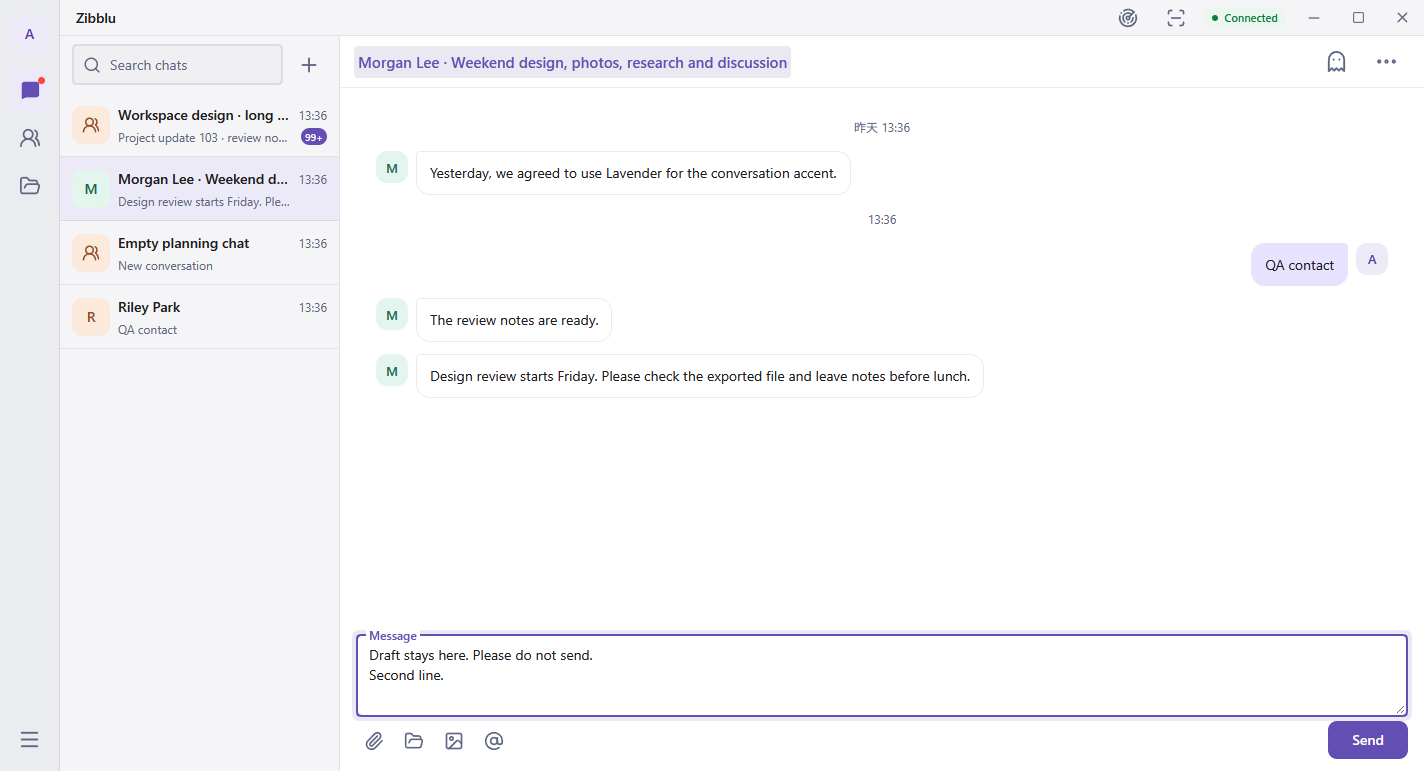 Zibblu
Connected
A
Search chats
Workspace design · long ...
13:36
Project update 103 · review no...
99+
M
Morgan Lee · Weekend d...
13:36
Design review starts Friday. Ple...
Empty planning chat
13:36
New conversation
R
Riley Park
13:36
QA contact
Morgan Lee · Weekend design, photos, research and discussion
昨天 13:36
M
Yesterday, we agreed to use Lavender for the conversation accent.
13:36
QA contact
A
M
The review notes are ready.
M
Design review starts Friday. Please check the exported file and leave notes before lunch.
Message
Draft stays here. Please do not send.
Second line.
Send